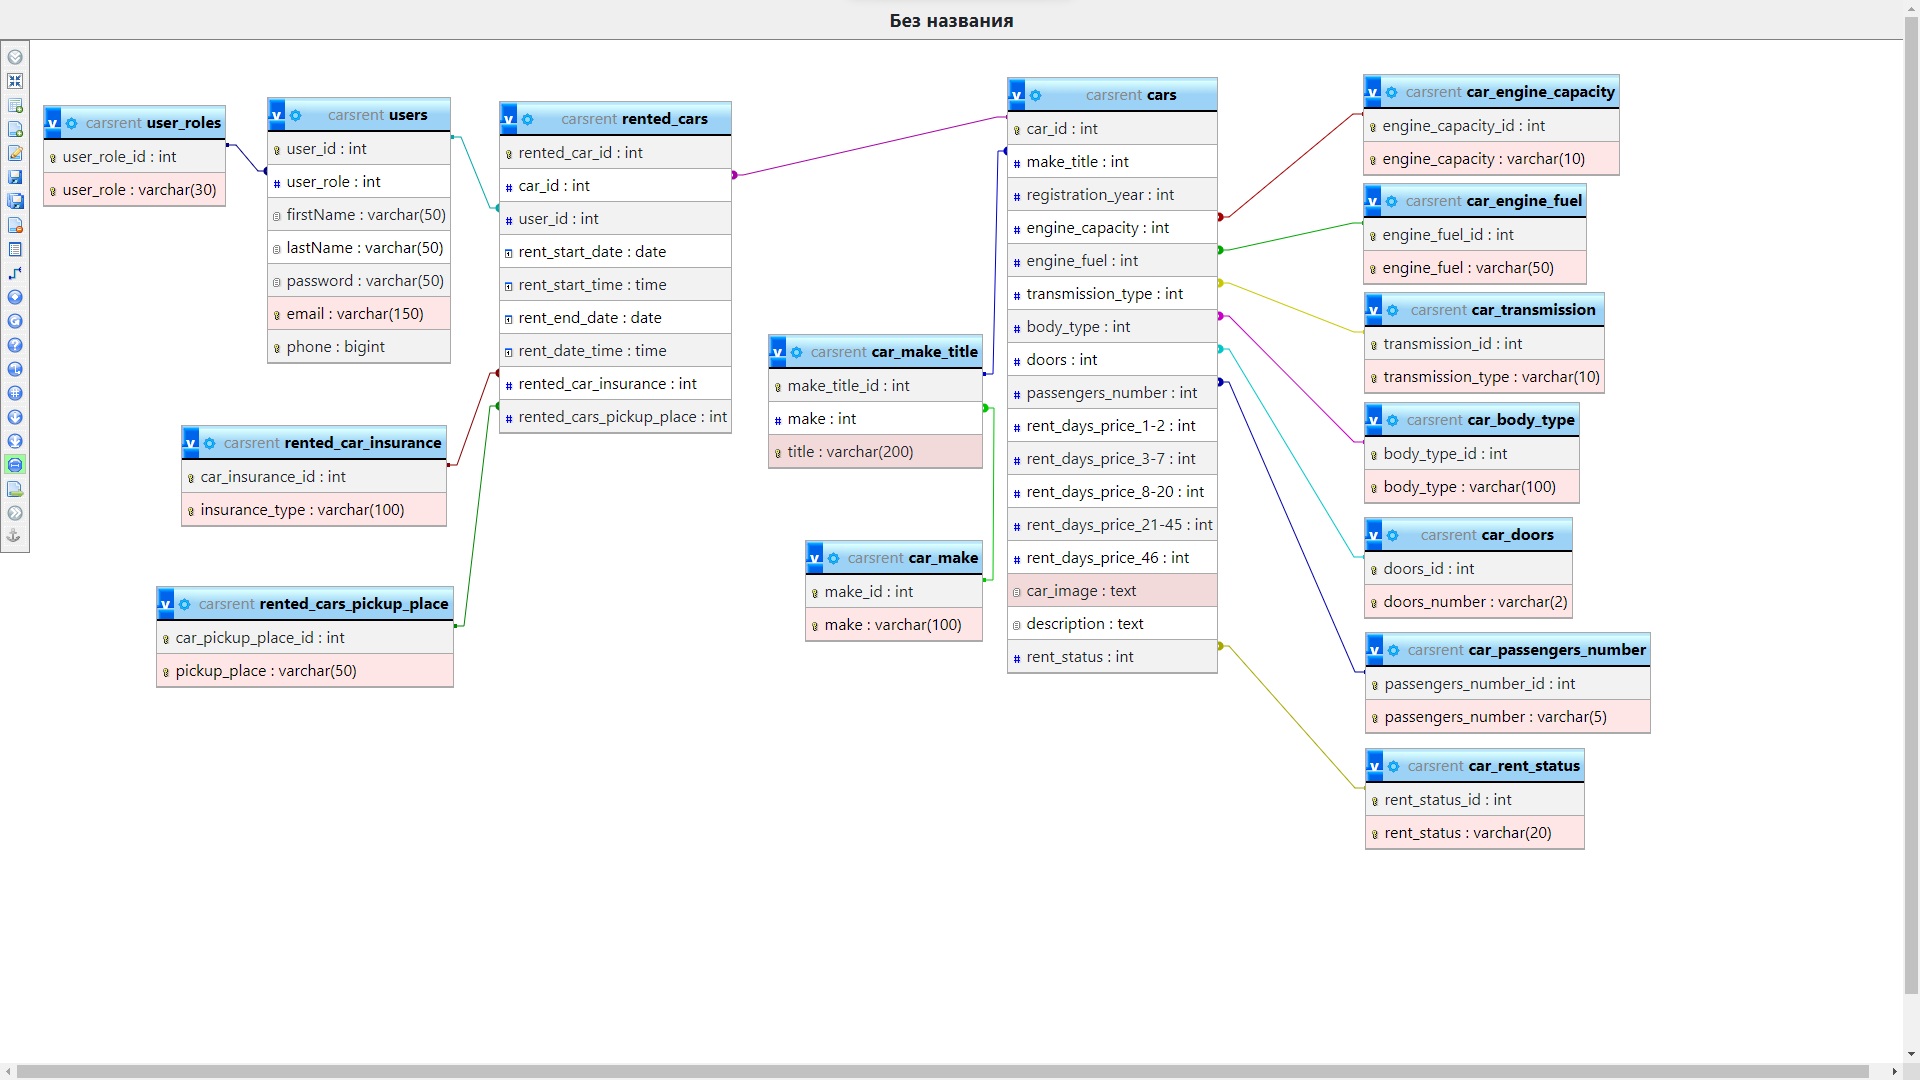 Без названия
carsrent user_roles
user_role_id : int
user_role : varchar(30)
carsrent users
user_id : int
user_role : int
firstName : varchar(50)
lastName : varchar(50)
password : varchar(50)
email : varchar(150)
phone : bigint
carsrent rented_cars
rented_car_id : int
car_id : int
user_id : int
rent_start_date : date
rent_start_time : time
rent_end_date : date
rent_date_time : time
rented_car_insurance : int
rented_cars_pickup_place : int
carsrent rented_car_insurance
car_insurance_id : int
insurance_type : varchar(100)
carsrent rented_cars_pickup_place
car_pickup_place_id : int
pickup_place : varchar(50)
carsrent car_make_title
make_title_id : int
make : int
title : varchar(200)
carsrent car_make
make_id : int
make : varchar(100)
carsrent cars
car_id : int
make_title : int
registration_year : int
engine_capacity : int
engine_fuel : int
transmission_type : int
body_type : int
doors : int
passengers_number : int
rent_days_price_1-2 : int
rent_days_price_3-7 : int
rent_days_price_8-20 : int
rent_days_price_21-45 : int
rent_days_price_46 : int
car_image : text
description : text
rent_status : int
carsrent car_engine_capacity
engine_capacity_id : int
engine_capacity : varchar(10)
carsrent car_engine_fuel
engine_fuel_id : int
engine_fuel : varchar(50)
carsrent car_transmission
transmission_id : int
transmission_type : varchar(10)
carsrent car_body_type
body_type_id : int
body_type : varchar(100)
carsrent car_doors
doors_id : int
doors_number : varchar(2)
carsrent car_passengers_number
passengers_number_id : int
passengers_number : varchar(5)
carsrent car_rent_status
rent_status_id : int
rent_status : varchar(20)